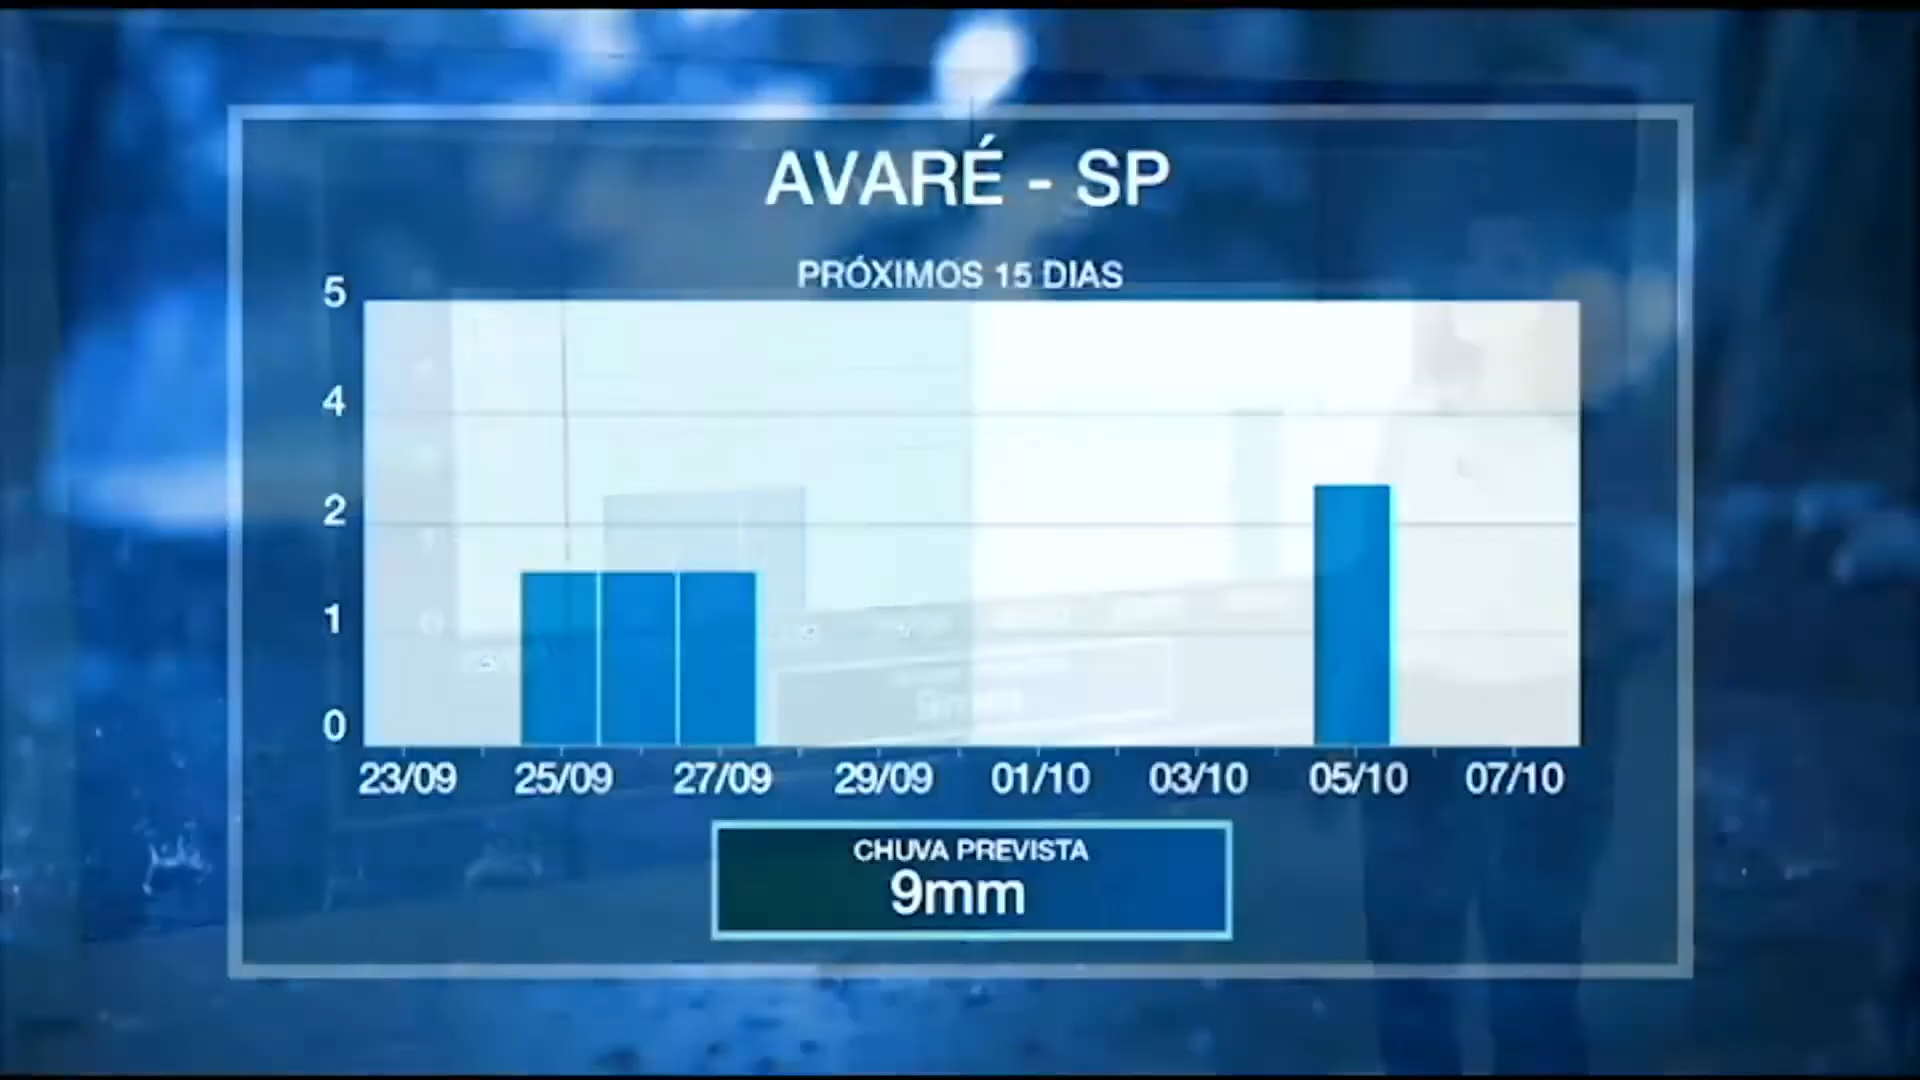 AVARÉ - SP
PRÓXIMOS 15 DIAS
5
4
2
1
0
23/09 25/09 27/09 29/09 01/10 03/10 05/10 07/10
CHUVA PREVISTA
9mm